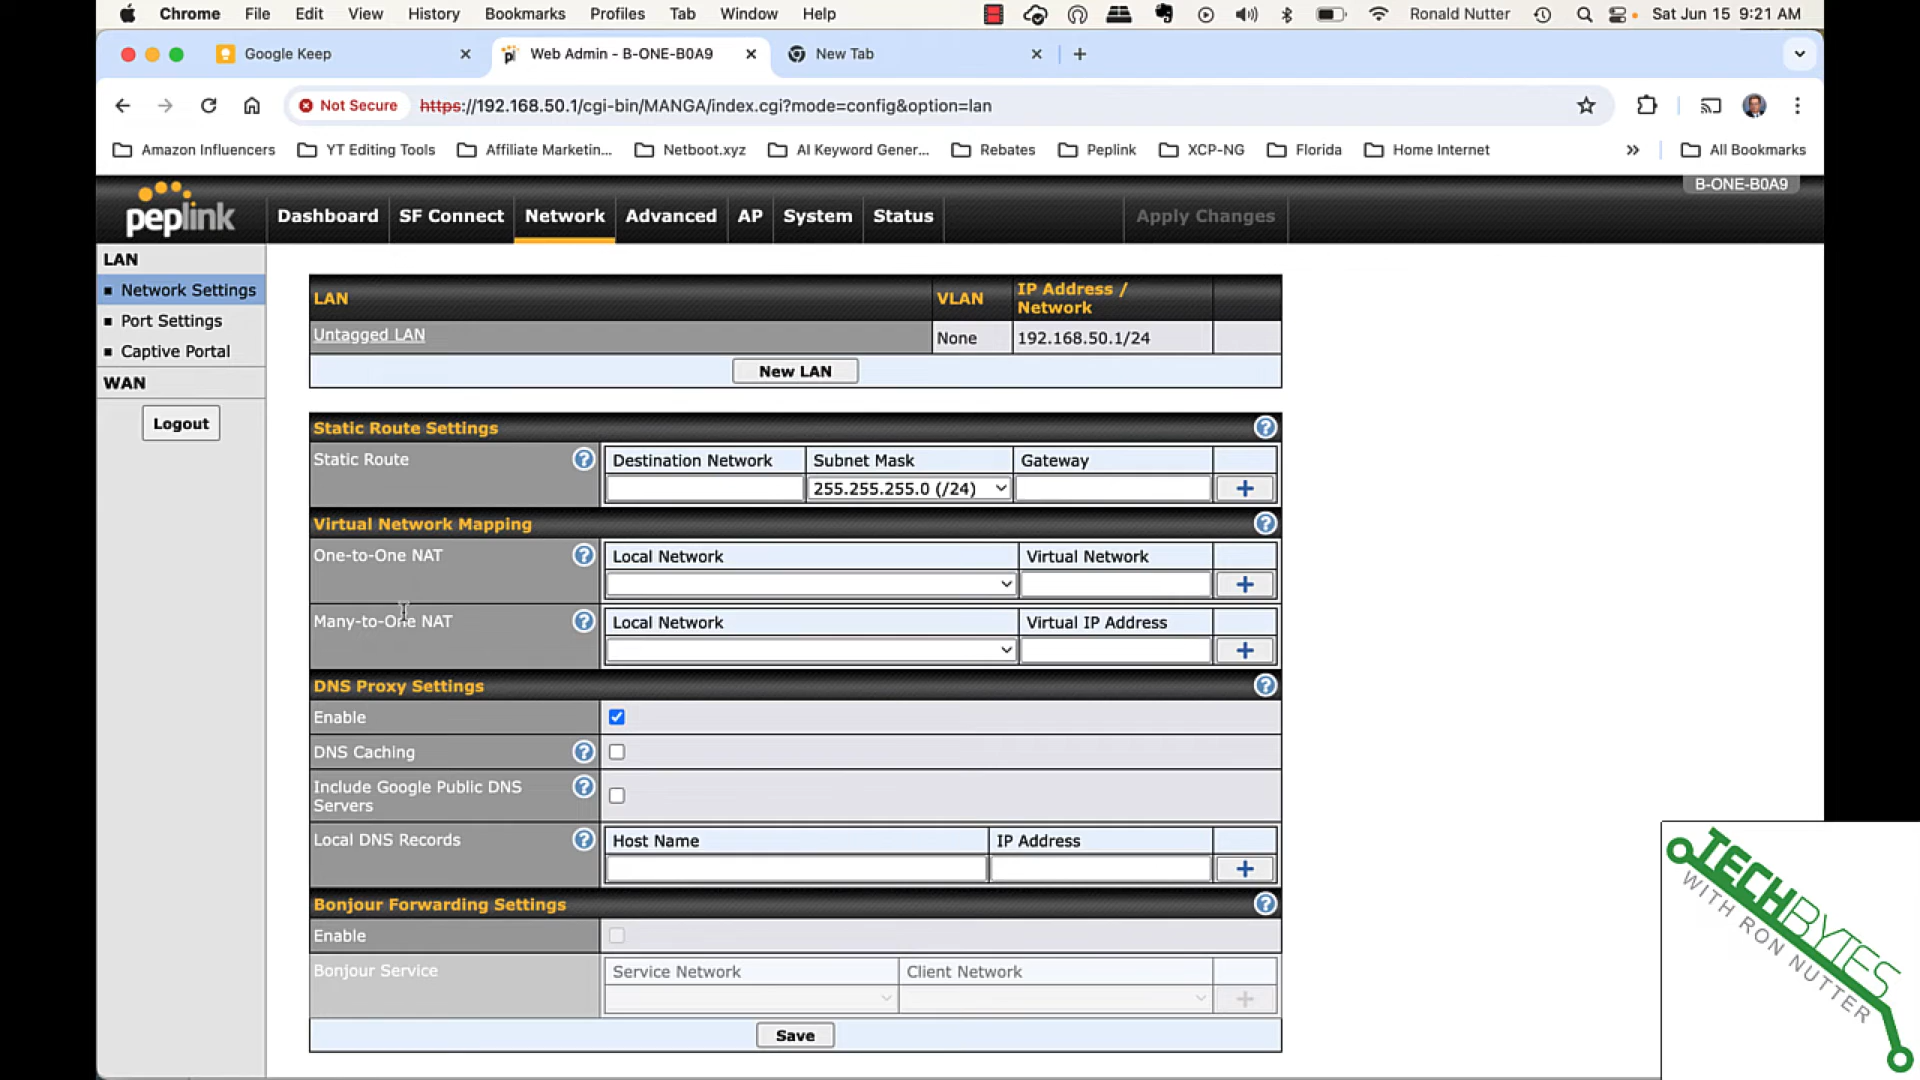 Chrome File Edit View History Bookmarks Profiles Tab Window Help Ronald Nutter Sat Jun 15 9:21 AM
Google Keep Web Admin - B-ONE-B0A9 New Tab
Not Secure https://192.168.50.1/cgi-bin/MANGA/index.cgi?mode=config&option=lan
Amazon Influencers YT Editing Tools Affiliate Marketin... Netboot.xyz AI Keyword Gener... Rebates Peplink XCP-NG Florida Home Internet » All Bookmarks
B-ONE-B0A9
peplink Dashboard SF Connect Network Advanced AP System Status Apply Changes
LAN
Network Settings
Port Settings
Captive Portal
WAN
Logout
LAN VLAN IP Address / Network
Untagged LAN None 192.168.50.1/24
New LAN
Static Route Settings
Static Route Destination Network Subnet Mask Gateway
255.255.255.0 (/24)
Virtual Network Mapping
One-to-One NAT Local Network Virtual Network
Many-to-One NAT Local Network Virtual IP Address
DNS Proxy Settings
Enable
DNS Caching
Include Google Public DNS
Servers
Local DNS Records Host Name IP Address
Bonjour Forwarding Settings
Enable
Bonjour Service Service Network Client Network
Save
TECHBYTES
WITH RON NUTTER